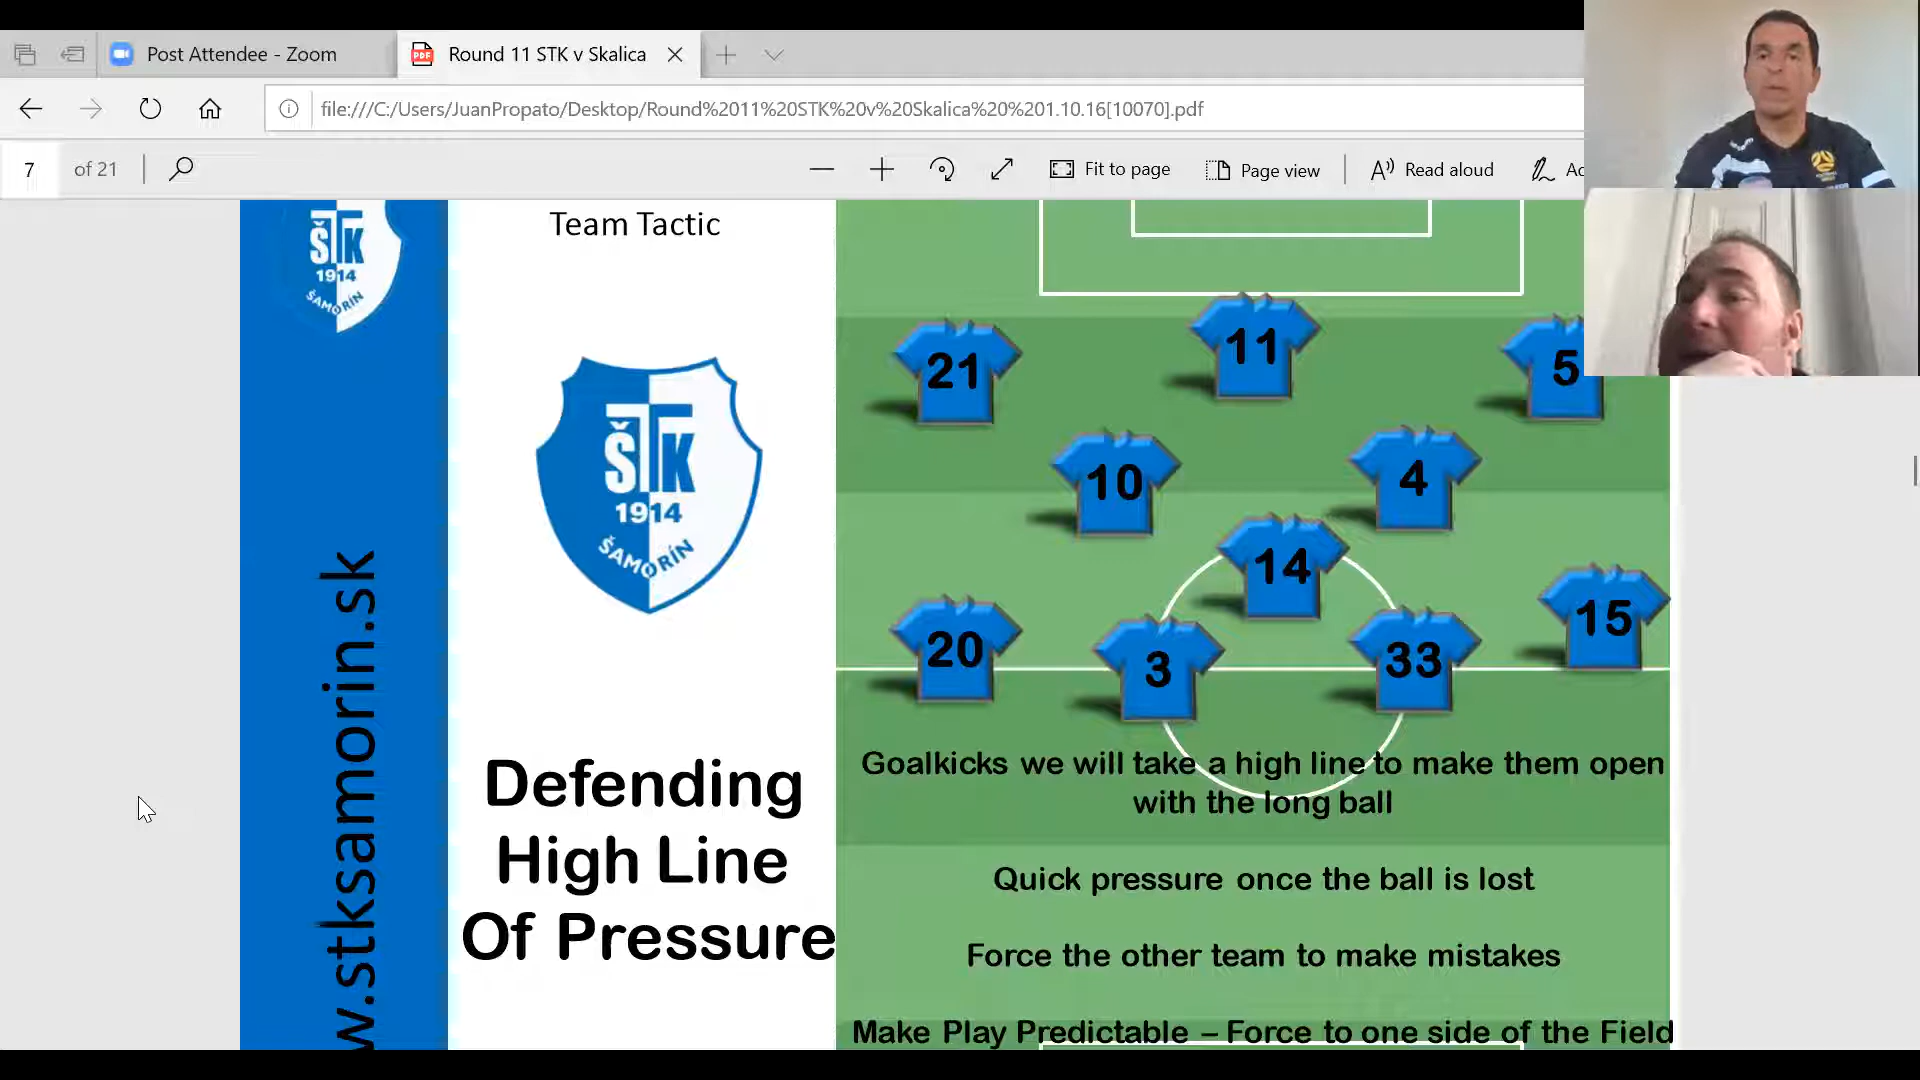 Post Attendee - Zoom
Round 11 STK v Skalica
file:///C:/Users/JuanPropato/Desktop/Round%2011%20STK%20v%20Skalica%20%201.10.16[10070].pdf
7 of 21
Fit to page
Page view
Read aloud
Ac
ŠTK
1914
ŠAMORÍN
w.stksamorin.sk
Team Tactic
ŠTK
1914
ŠAMORÍN
Defending
High Line
Of Pressure
21
11
5
10
4
14
20
3
33
15
Goalkicks we will take a high line to make them open
with the long ball
Quick pressure once the ball is lost
Force the other team to make mistakes
Make Play Predictable – Force to one side of the Field